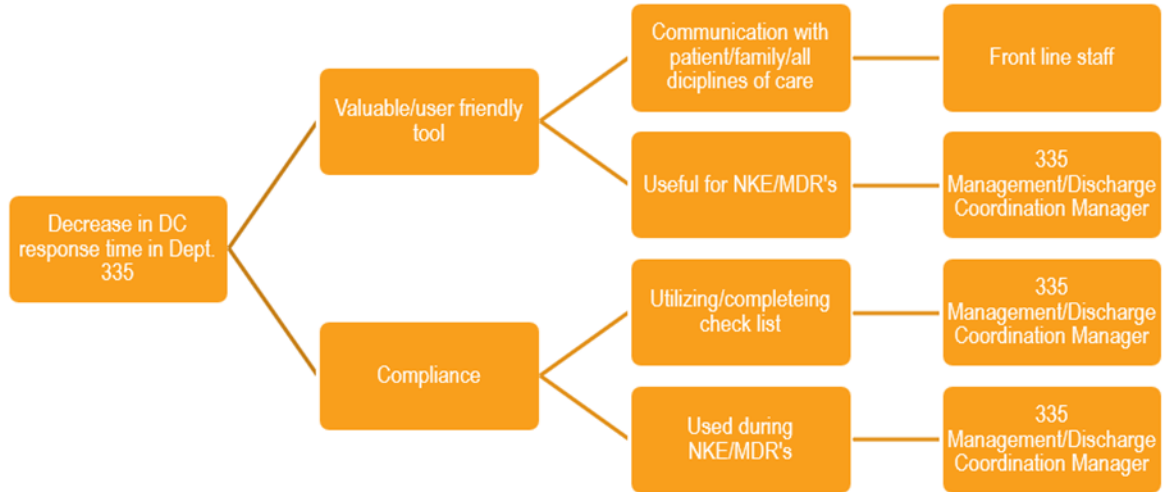 Decrease in DC
response time in Dept.
335
Valuable/user friendly
tool
Communication with
patient/family/all
diciplines of care
Front line staff
Useful for NKE/MDR's
335
Management/Discharge
Coordination Manager
Compliance
Utilizing/completeing
check list
335
Management/Discharge
Coordination Manager
Used during
NKE/MDR's
335
Management/Discharge
Coordination Manager